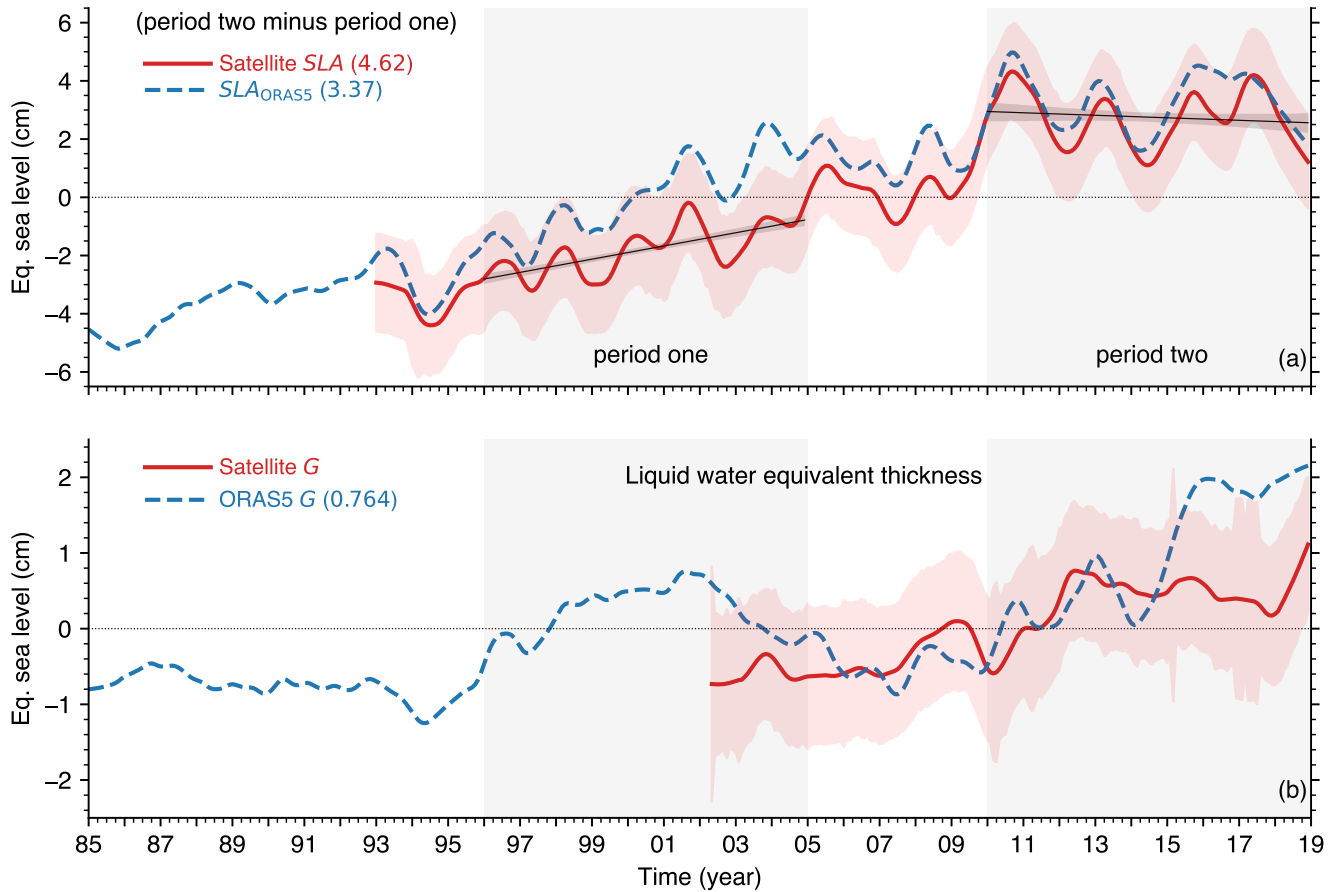 (period two minus period one)
Satellite SLA (4.62)
SLA_ORAS5 (3.37)
6
4
2
0
−2
−4
−6
Eq. sea level (cm)
period one
period two
(a)
Satellite G
ORAS5 G (0.764)
Liquid water equivalent thickness
2
1
0
−1
−2
Eq. sea level (cm)
(b)
85 87 89 91 93 95 97 99 01 03 05 07 09 11 13 15 17 19
Time (year)